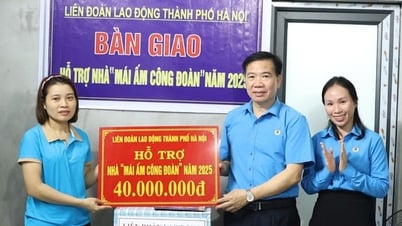 LIÊN ĐOÀN LAO ĐỘNG THÀNH PHỐ HÀ NỘI
BÀN GIAO
HỖ TRỢ NHÀ "MÁI ẤM CÔNG ĐOÀN" NĂM 2025
LIÊN ĐOÀN LAO ĐỘNG THÀNH PHỐ HÀ NỘI
HỖ TRỢ
NHÀ "MÁI ẤM CÔNG ĐOÀN" NĂM 2025
40.000.000đ